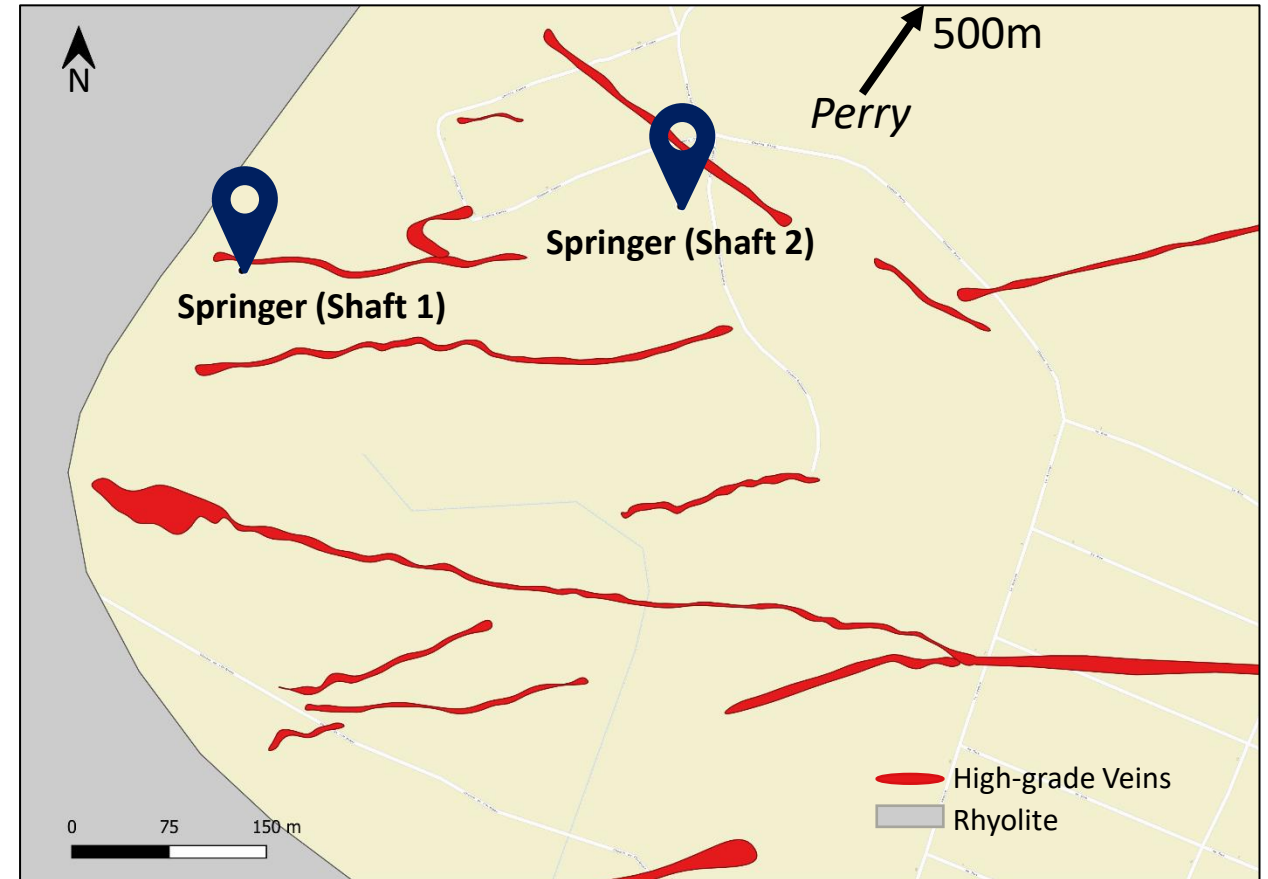 500m
N
Perry
Springer (Shaft 2)
Springer (Shaft 1)
High-grade Veins
Rhyolite
0 75 150 m